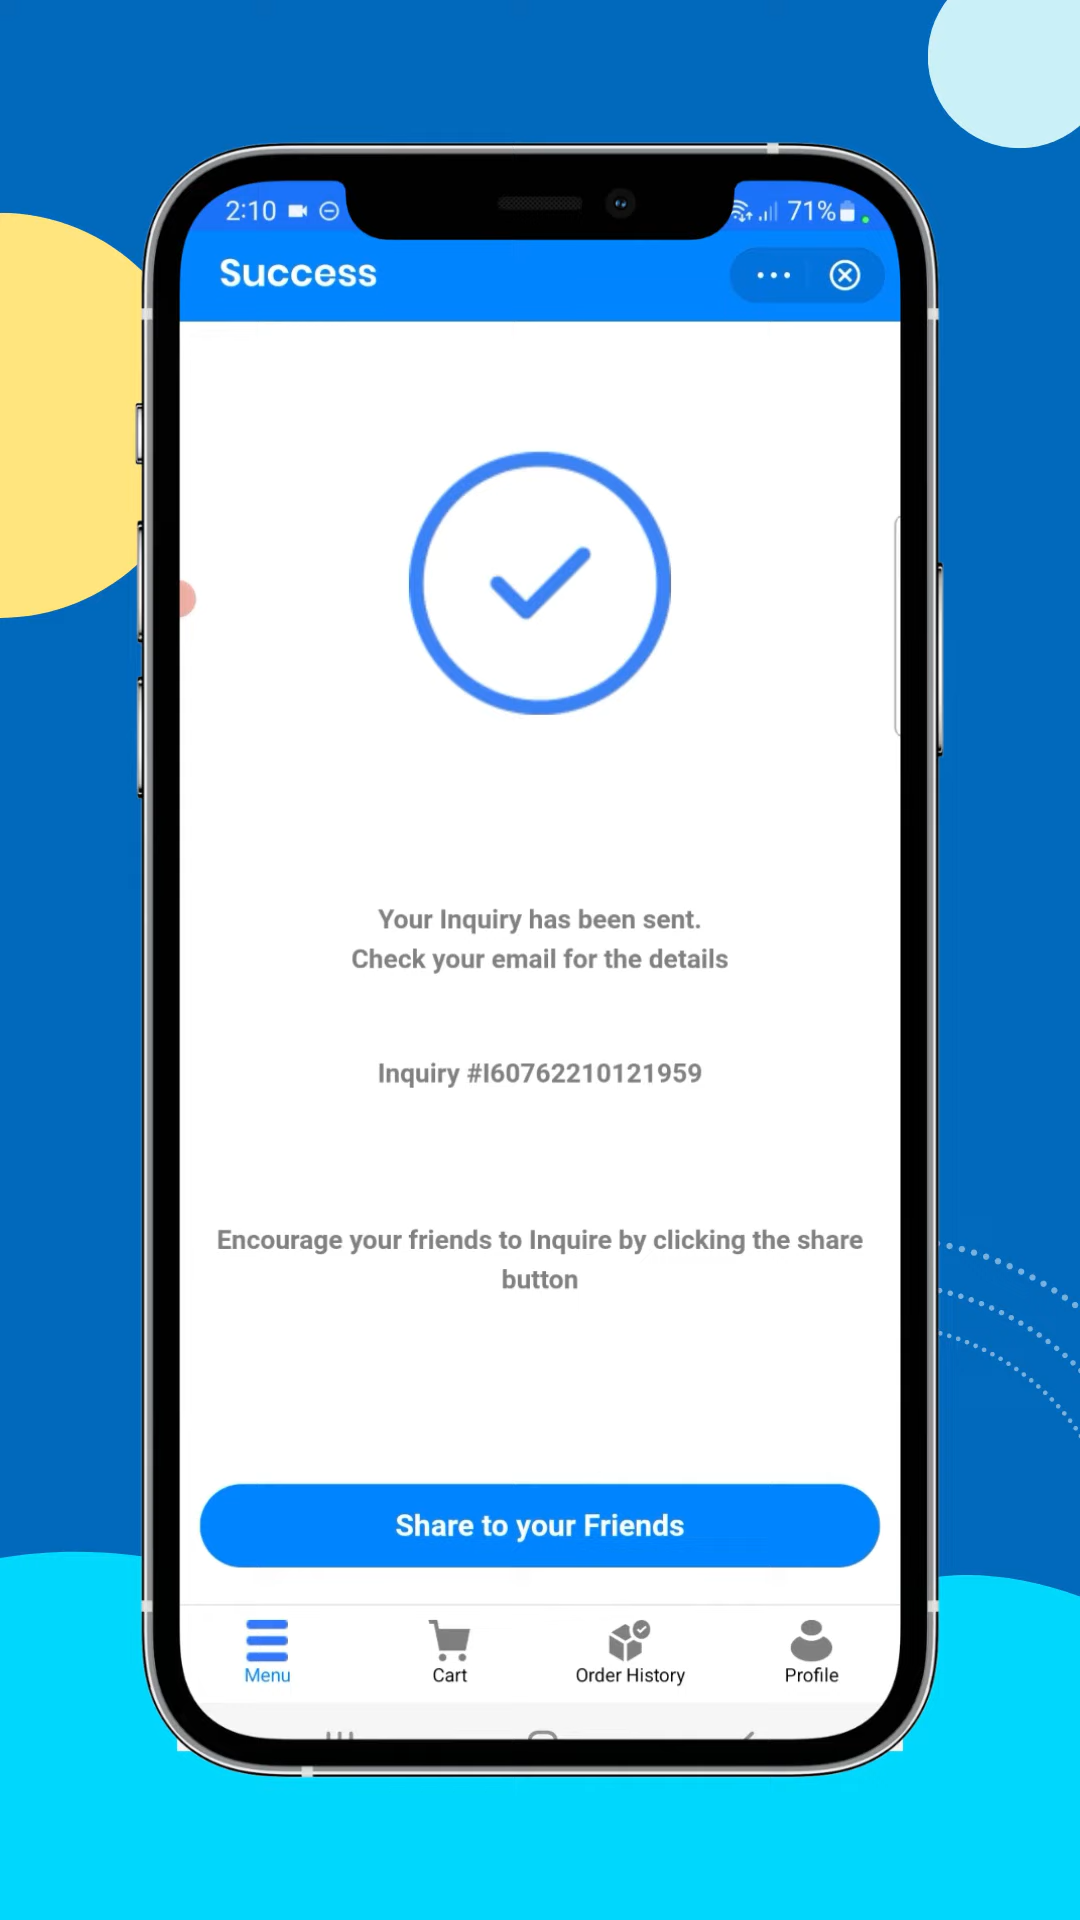 2:10
71%
Success
Your Inquiry has been sent.
Check your email for the details
Inquiry #I60762210121959
Encourage your friends to Inquire by clicking the share
button
Share to your Friends
Menu
Cart
Order History
Profile